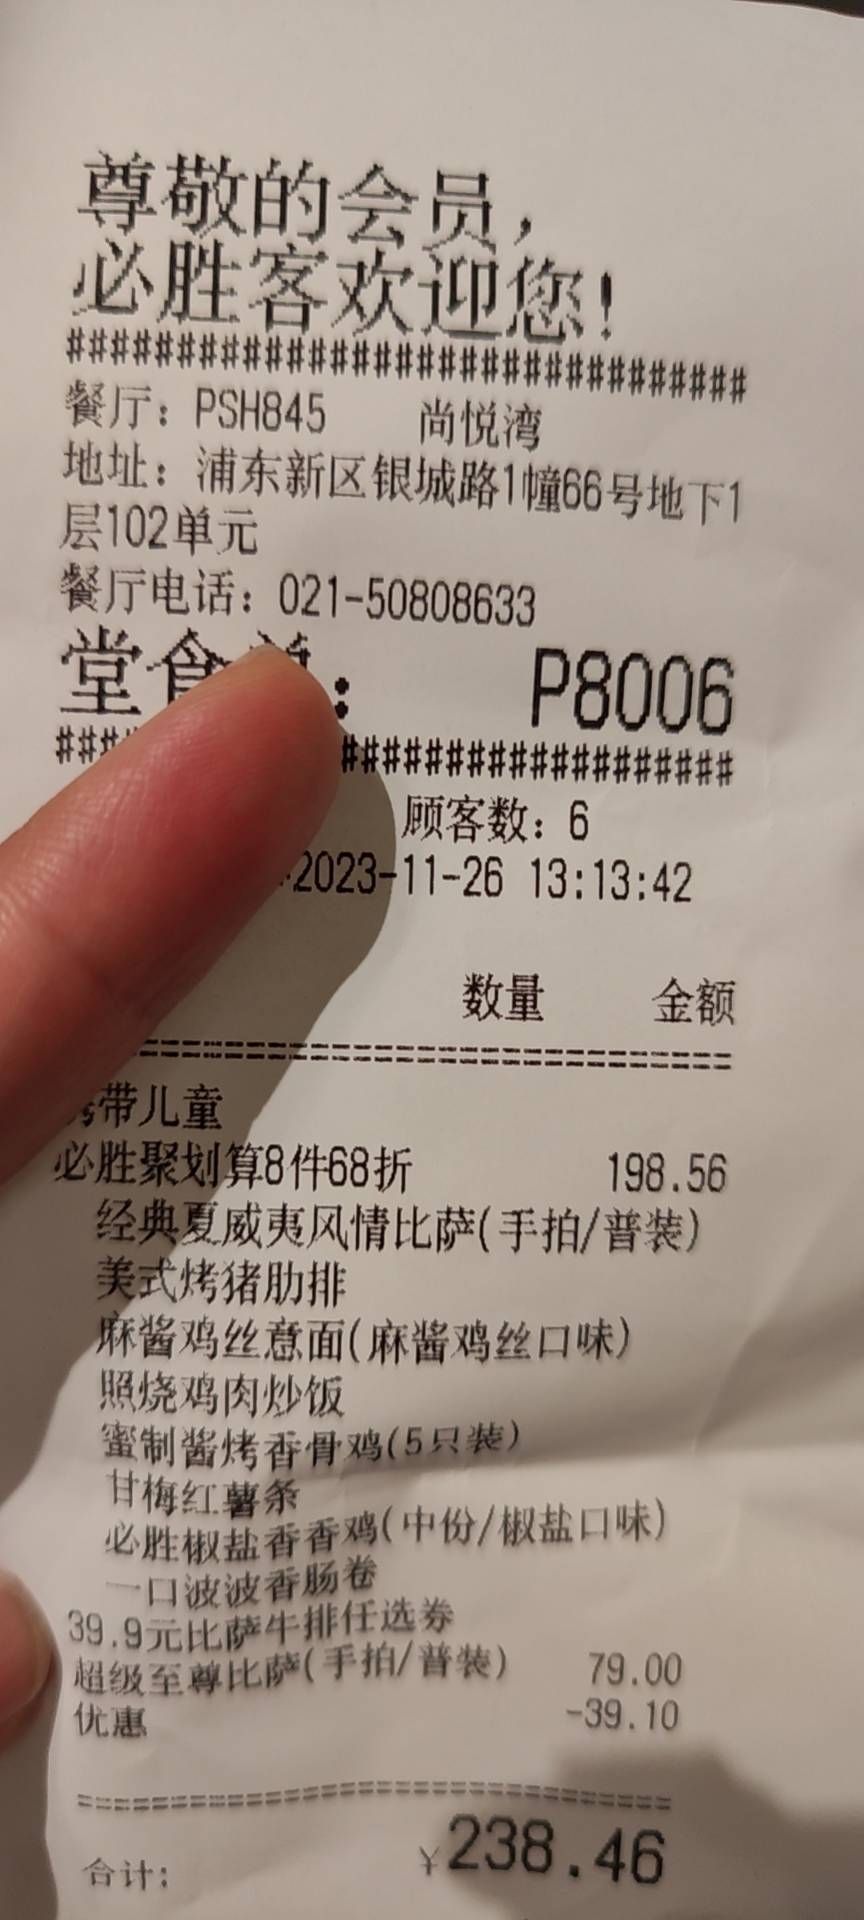 尊敬的会员，
必胜客欢迎您!
################################
餐厅：PSH845 尚悦湾
地址：浦东新区银城路1幢66号地下1
层102单元
餐厅电话：021-50808633
堂食单： P8006
################################
顾客数：6
2023-11-26 13:13:42
数量 金额
================================
携带儿童
必胜聚划算8件68折 198.56
经典夏威夷风情比萨(手拍/普装)
美式烤猪肋排
麻酱鸡丝意面(麻酱鸡丝口味)
照烧鸡肉炒饭
蜜制酱烤香骨鸡(5只装)
甘梅红薯条
必胜椒盐香香鸡(中份/椒盐口味)
一口波波香肠卷
39.9元比萨牛排任选券
超级至尊比萨(手拍/普装) 79.00
优惠 -39.10
================================
合计: ¥238.46